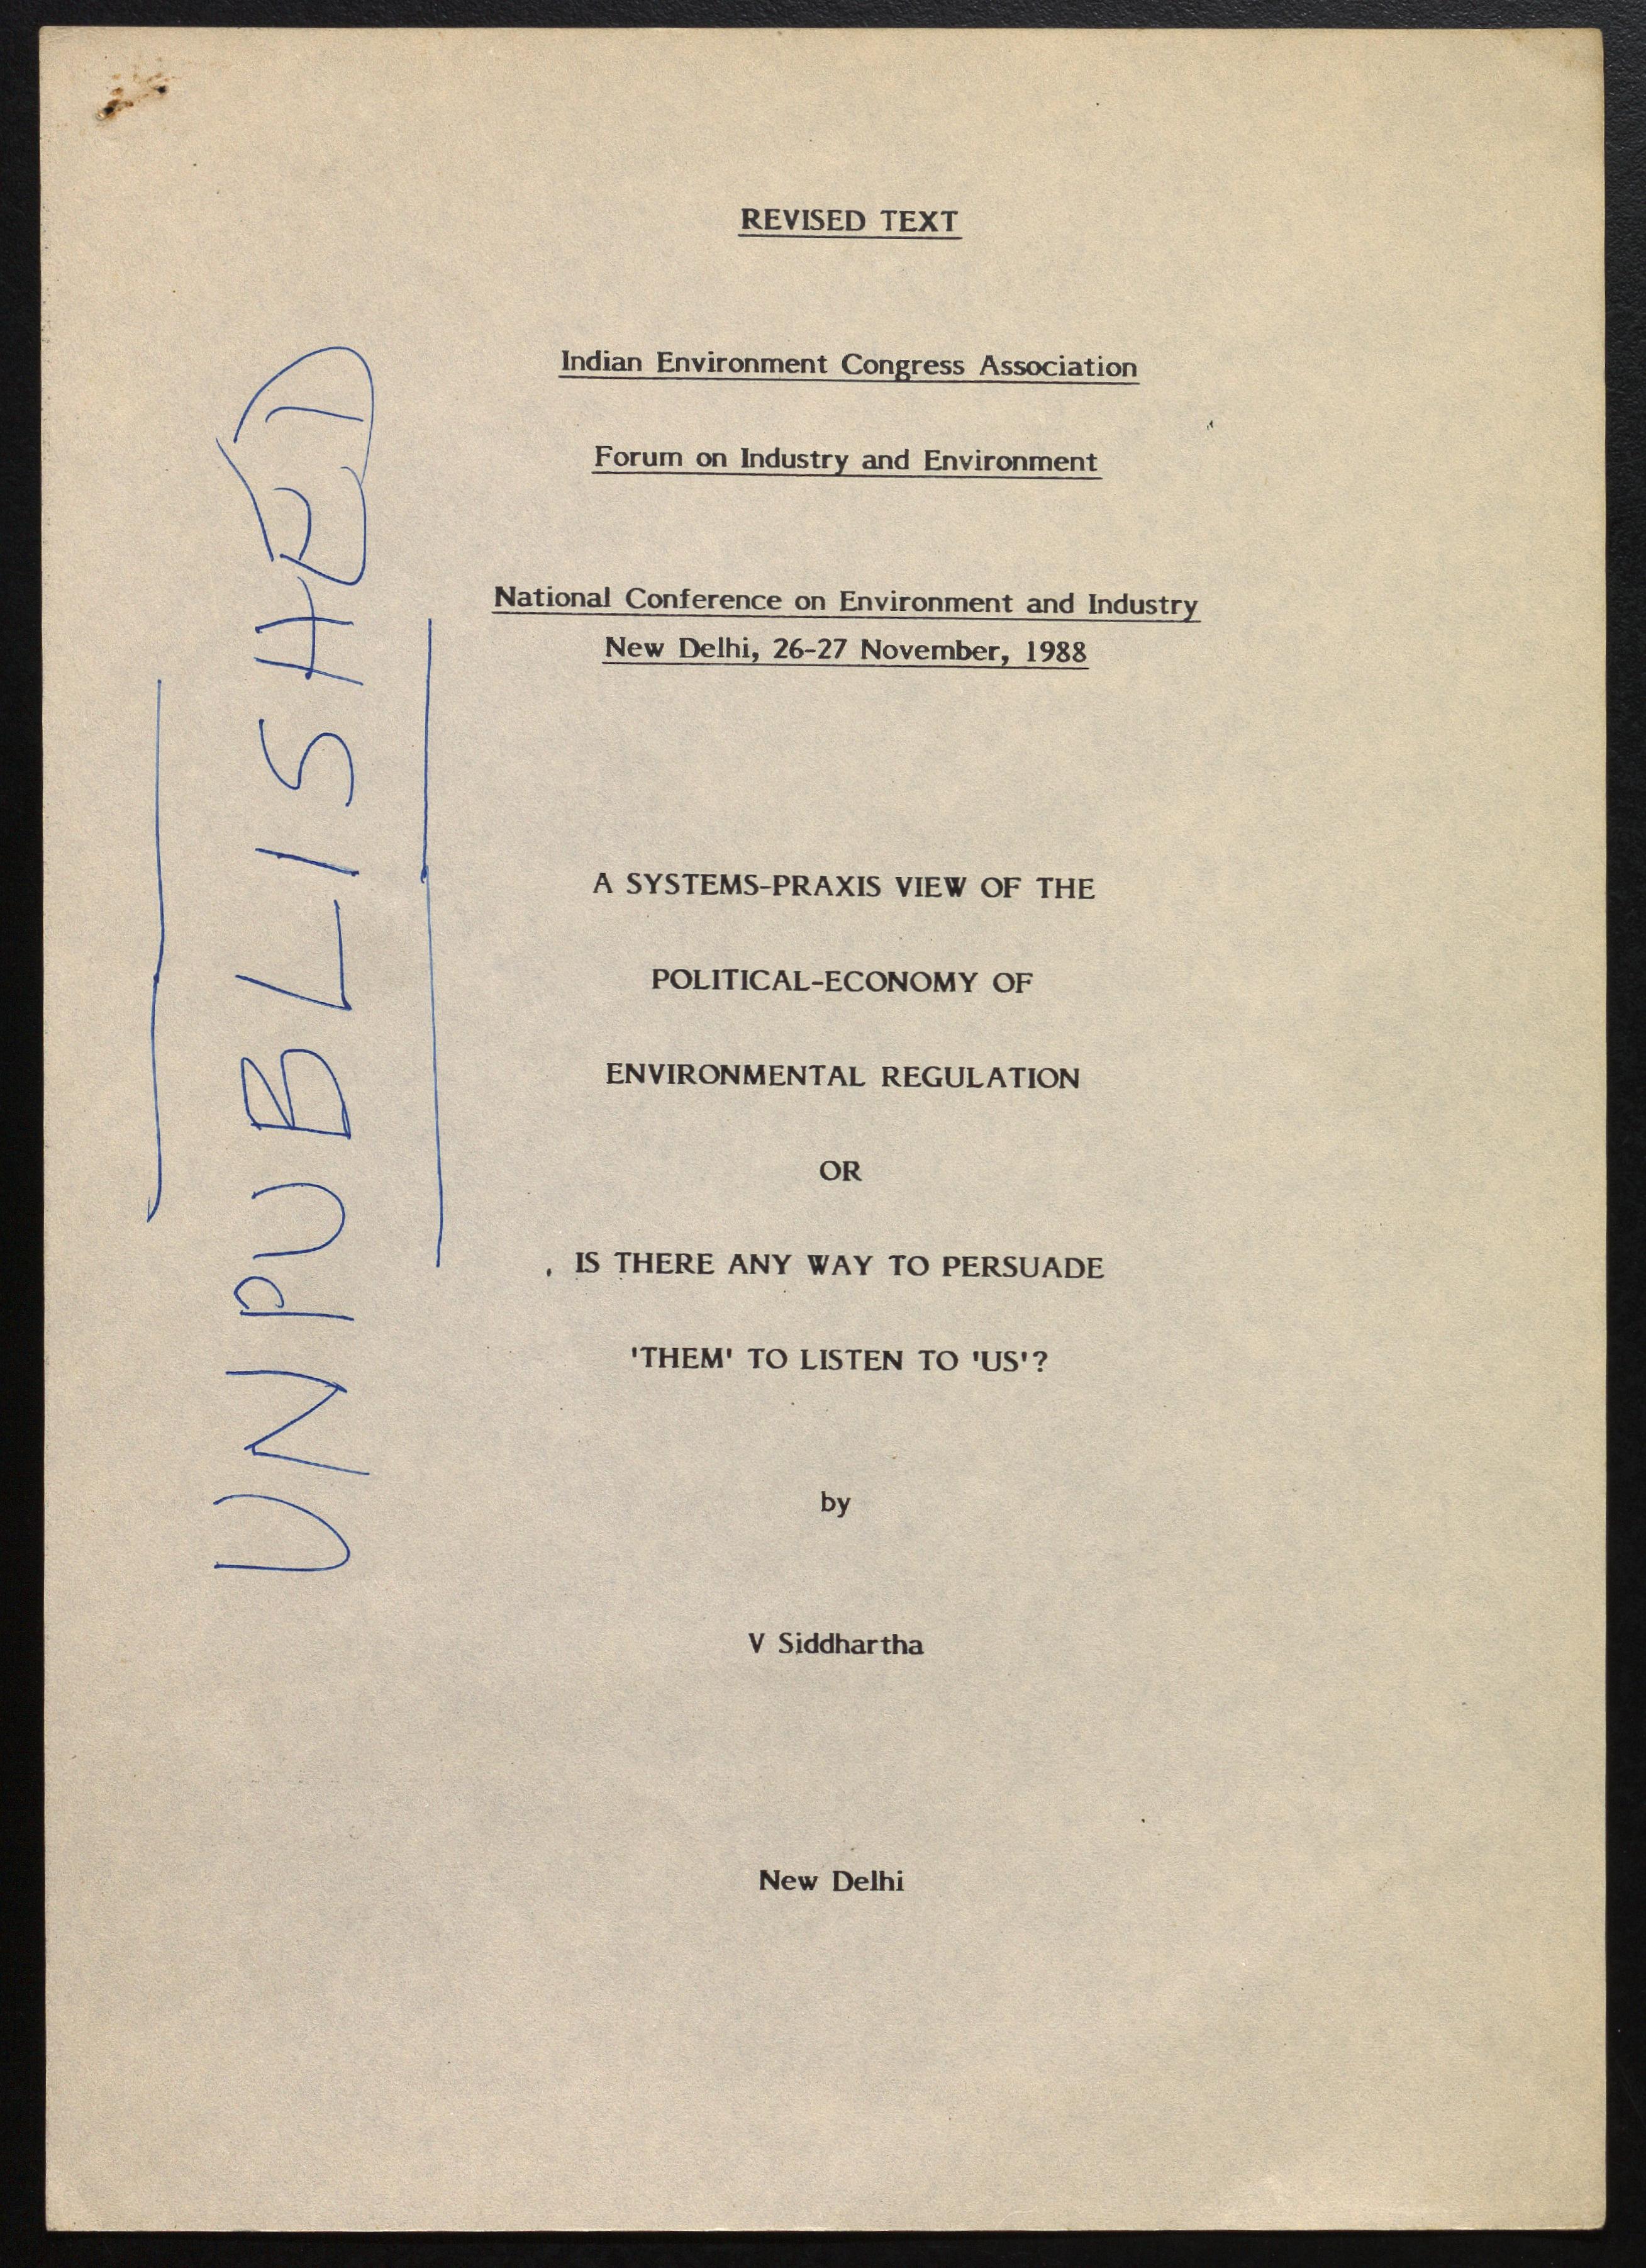 REVISED TEXT
Indian Environment Congress Association
Forum on Industry and Environment
National Conference on Environment and Industry
New Delhi, 26-27 November, 1988
UNPUBLISHED
A SYSTEMS-PRAXIS VIEW OF THE
POLITICAL-ECONOMY OF
ENVIRONMENTAL REGULATION
OR
IS THERE ANY WAY TO PERSUADE
'THEM' TO LISTEN TO 'US'?
by
V Siddhartha
New Delhi